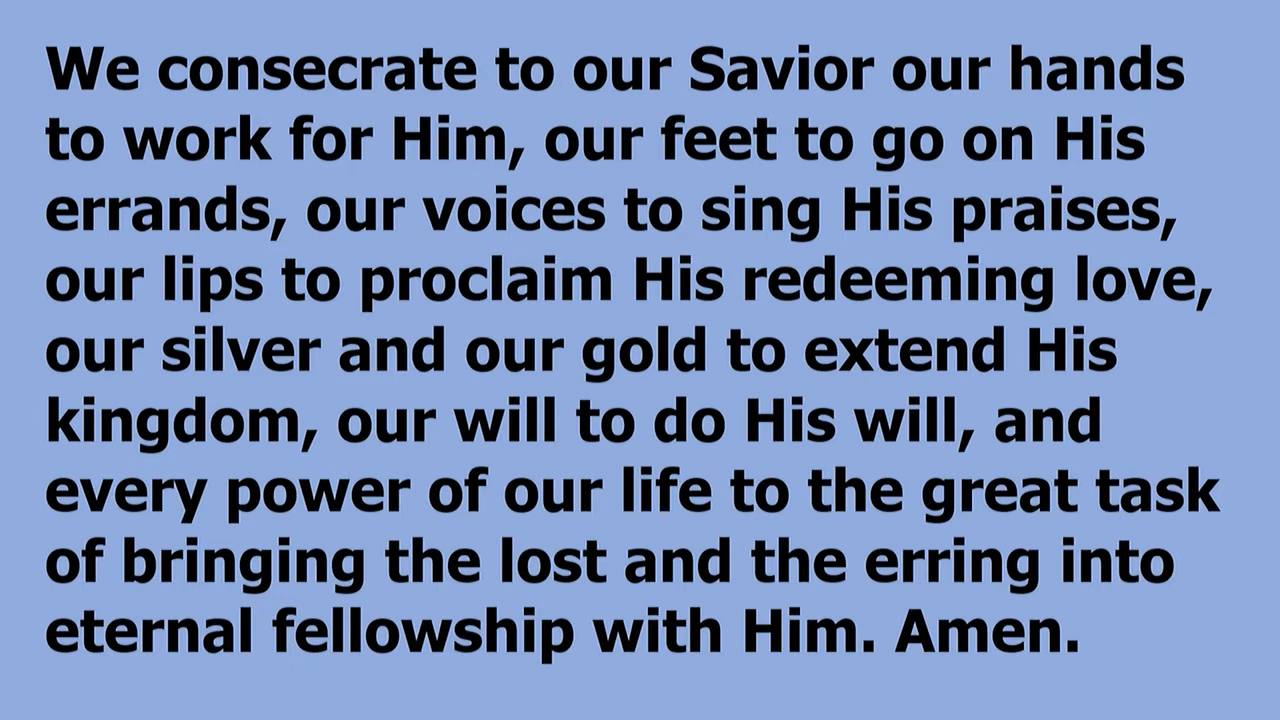 We consecrate to our Savior our hands
to work for Him, our feet to go on His
errands, our voices to sing His praises,
our lips to proclaim His redeeming love,
our silver and our gold to extend His
kingdom, our will to do His will, and
every power of our life to the great task
of bringing the lost and the erring into
eternal fellowship with Him. Amen.